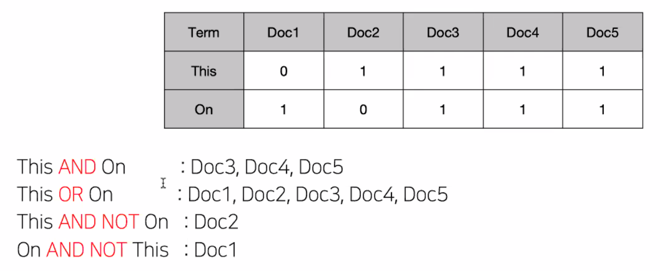 Term Doc1 Doc2 Doc3 Doc4 Doc5
This 0 1 1 1 1
On 1 0 1 1 1
This AND On : Doc3, Doc4, Doc5
This OR On : Doc1, Doc2, Doc3, Doc4, Doc5
This AND NOT On : Doc2
On AND NOT This : Doc1